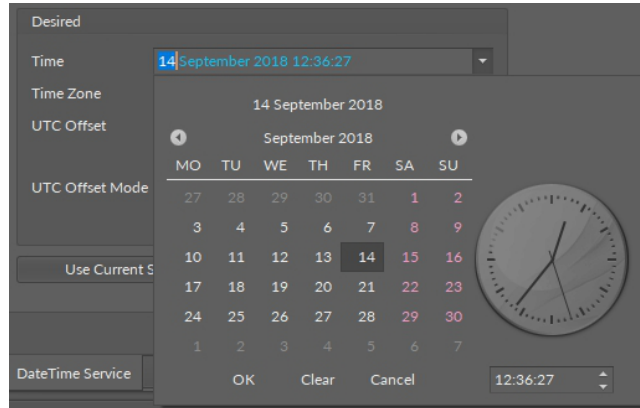 Desired
Time 14 September 2018 12:36:27
Time Zone
14 September 2018
UTC Offset
September 2018
MO TU WE TH FR SA SU
UTC Offset Mode
27 28 29 30 31 1 2
3 4 5 6 7 8 9
10 11 12 13 14 15 16
Use Current S
17 18 19 20 21 22 23
24 25 26 27 28 29 30
1 2 3 4 5 6 7
DateTime Service
OK Clear Cancel 12:36:27